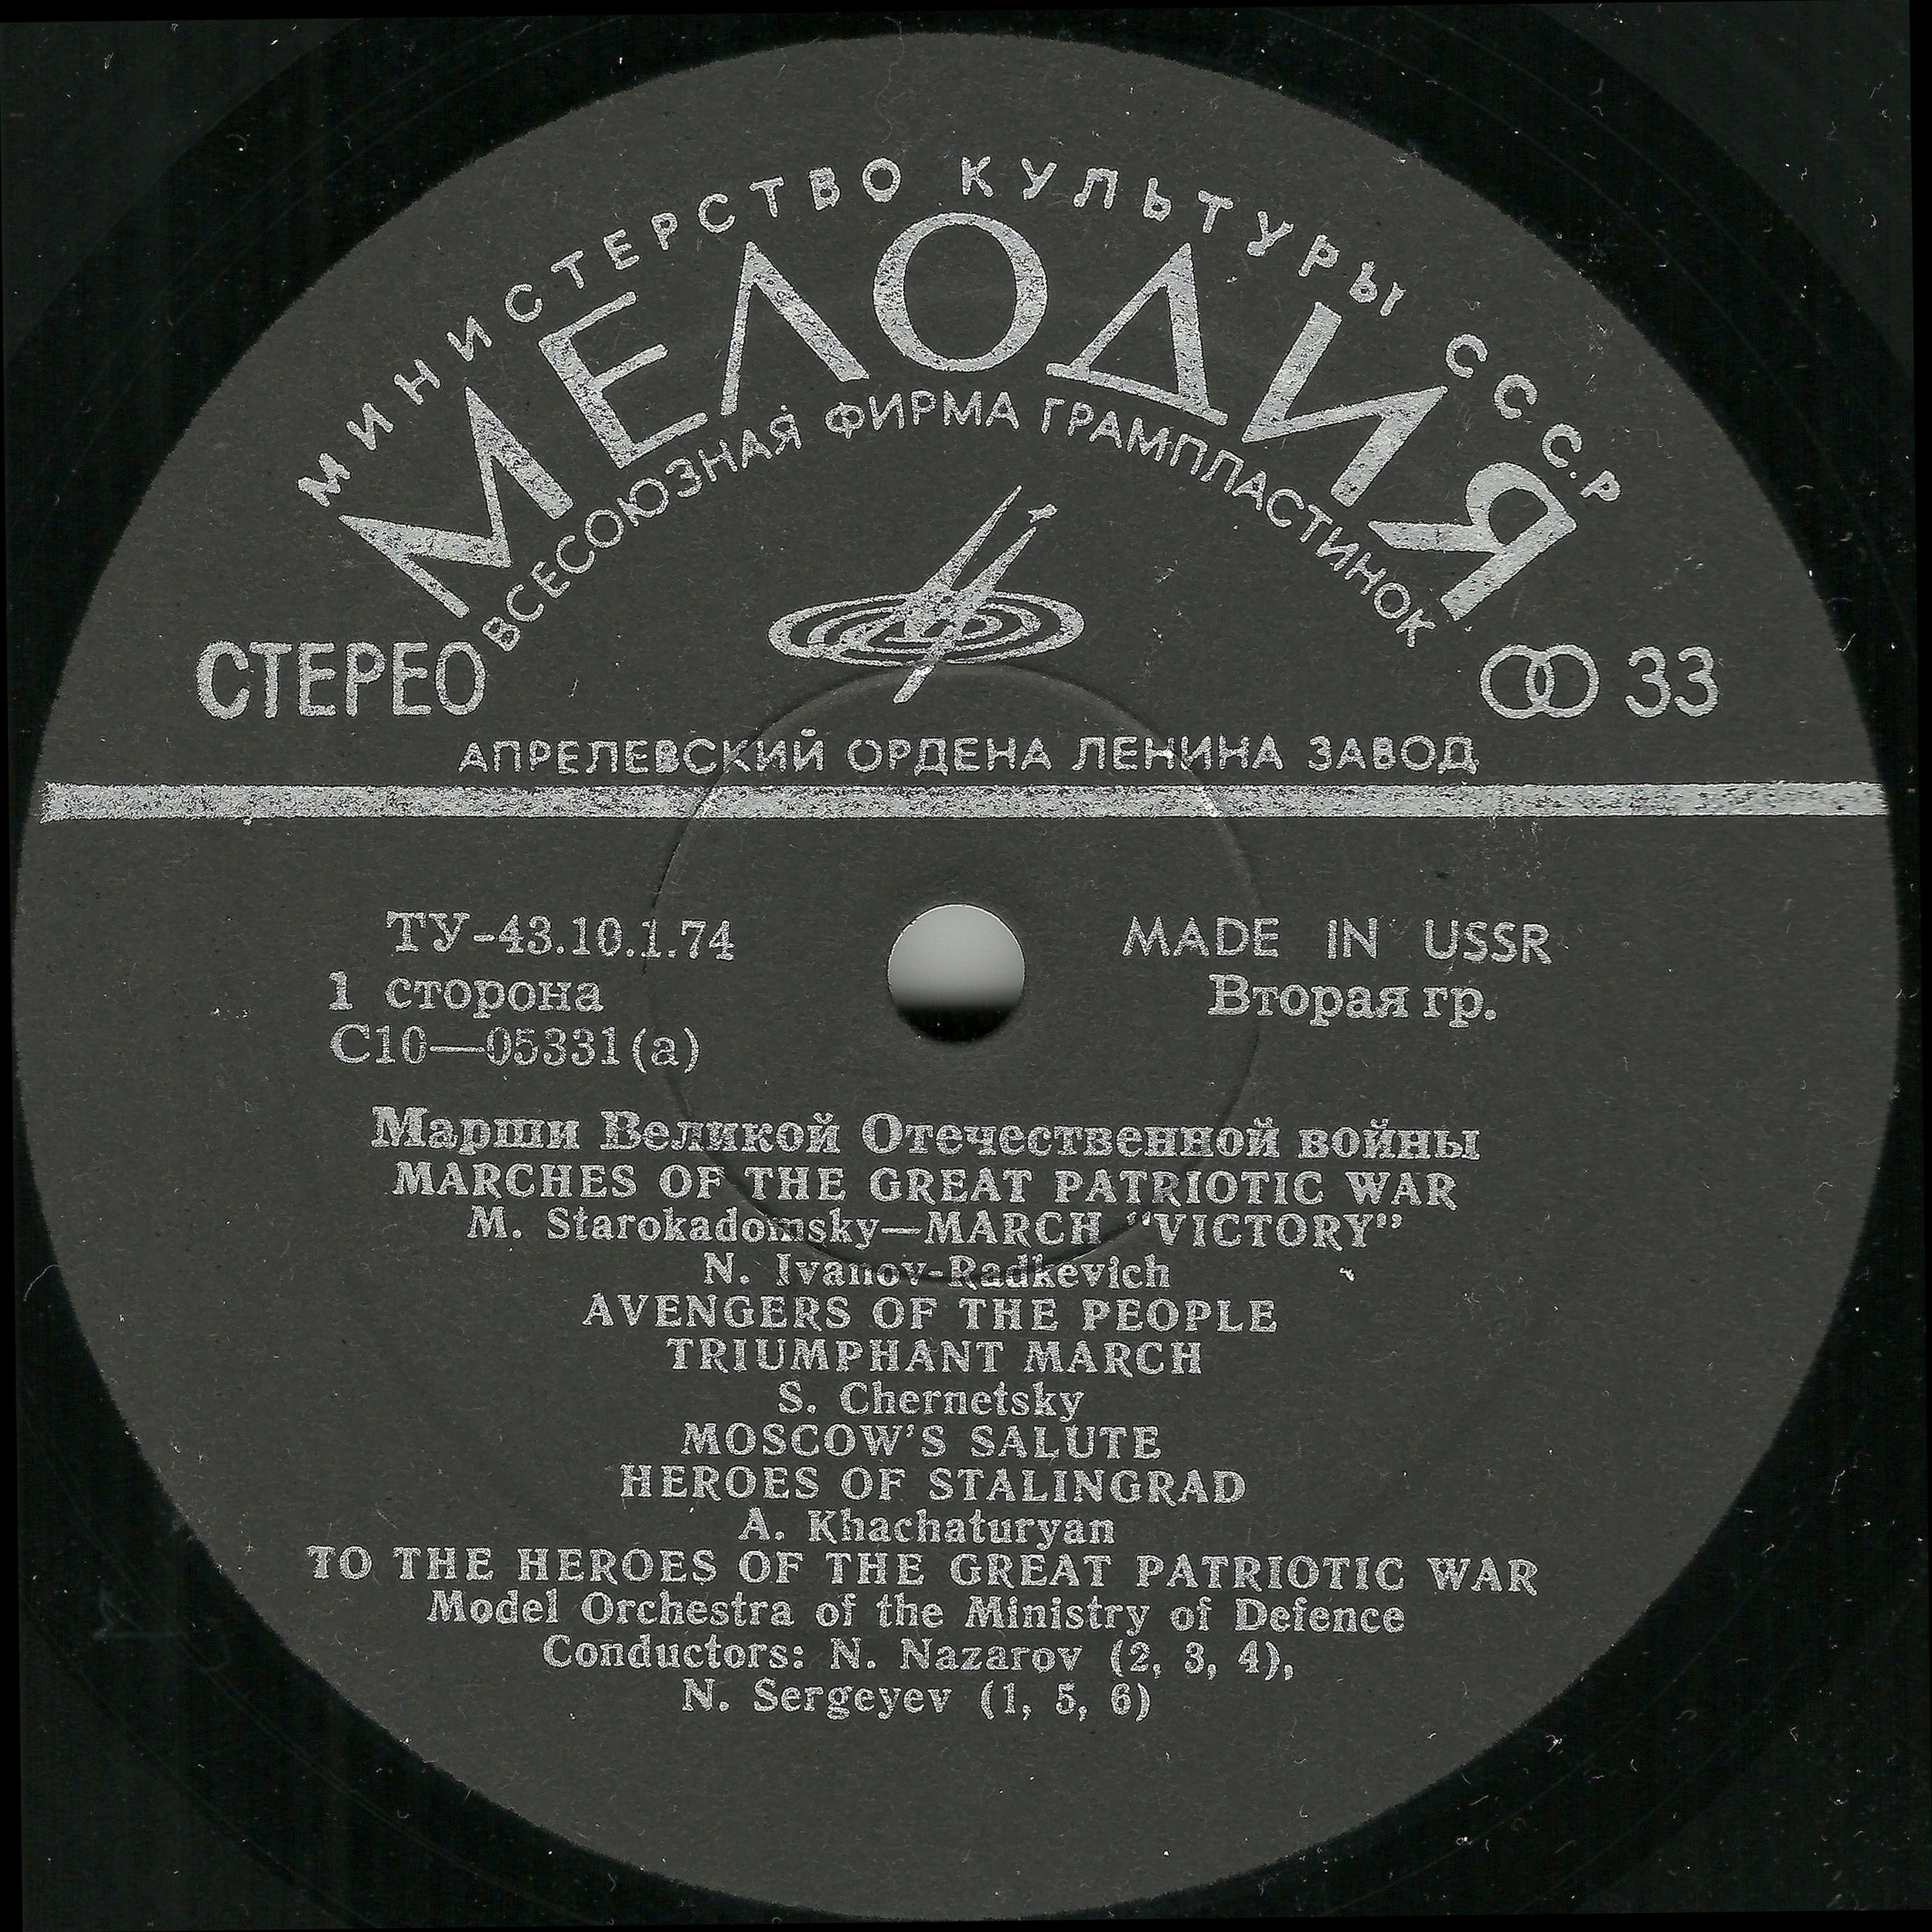 МИНИСТЕРСТВО КУЛЬТУРЫ СССР
МЕЛОДИЯ
ВСЕСОЮЗНАЯ ФИРМА ГРАМПЛАСТИНОК
СТЕРЕО
33
АПРЕЛЕВСКИЙ ОРДЕНА ЛЕНИНА ЗАВОД
ТУ-43.10.1.74
MADE IN USSR
1 сторона
Вторая гр.
С10—05331(а)
Марши Великой Отечественной войны
MARCHES OF THE GREAT PATRIOTIC WAR
M. Starokadomsky—MARCH “VICTORY”
N. Ivanov-Radkevich
AVENGERS OF THE PEOPLE
TRIUMPHANT MARCH
S. Chernetsky
MOSCOW’S SALUTE
HEROES OF STALINGRAD
A. Khachaturyan
TO THE HEROES OF THE GREAT PATRIOTIC WAR
Model Orchestra of the Ministry of Defence
Conductors: N. Nazarov (2, 3, 4),
N. Sergeyev (1, 5, 6)